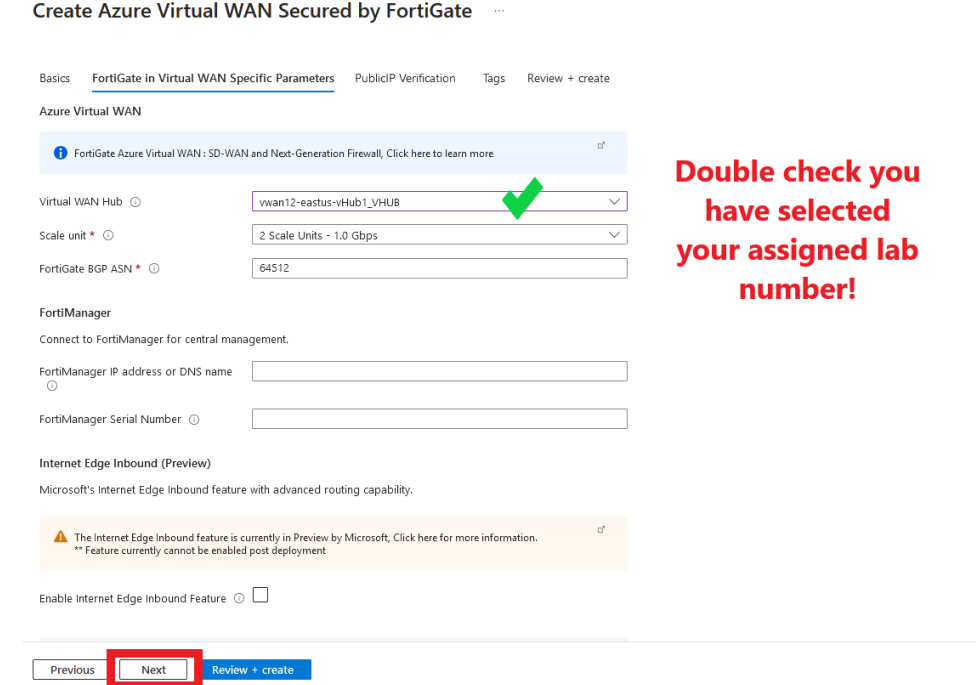 Create Azure Virtual WAN Secured by FortiGate ...
Basics FortiGate in Virtual WAN Specific Parameters PublicIP Verification Tags Review + create
Azure Virtual WAN
FortiGate Azure Virtual WAN : SD-WAN and Next-Generation Firewall, Click here to learn more
Virtual WAN Hub
vwan12-eastus-vHub1_VHUB
Scale unit *
2 Scale Units - 1.0 Gbps
FortiGate BGP ASN *
64512
FortiManager
Connect to FortiManager for central management.
FortiManager IP address or DNS name
FortiManager Serial Number
Internet Edge Inbound (Preview)
Microsoft's Internet Edge Inbound feature with advanced routing capability.
The Internet Edge Inbound feature is currently in Preview by Microsoft, Click here for more information.
** Feature currently cannot be enabled post deployment
Enable Internet Edge Inbound Feature
Previous Next Review + create
Double check you
have selected
your assigned lab
number!